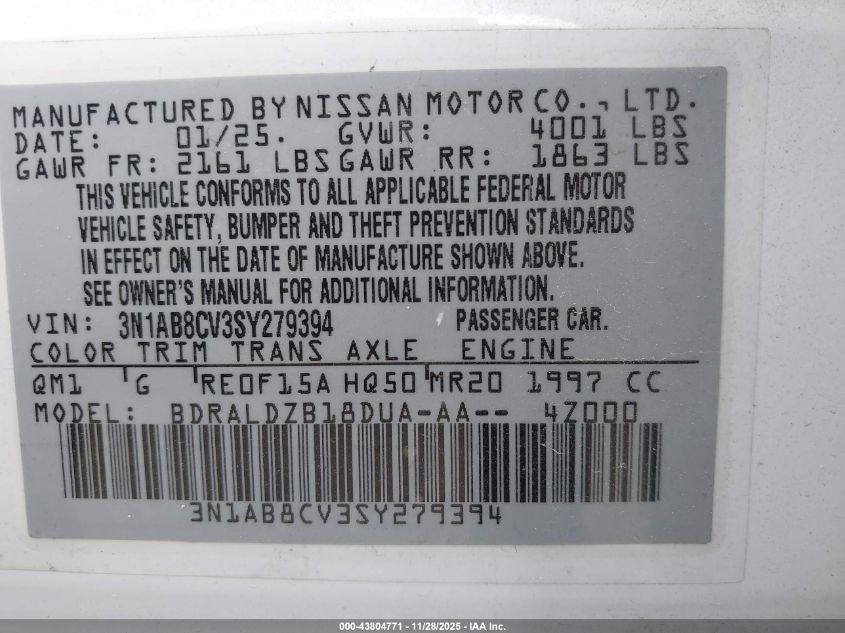 MANUFACTURED BY NISSAN MOTOR CO., LTD.
DATE: 01/25. GVWR: 4001 LBS
GAWR FR: 2161 LBS GAWR RR: 1863 LBS
THIS VEHICLE CONFORMS TO ALL APPLICABLE FEDERAL MOTOR
VEHICLE SAFETY, BUMPER AND THEFT PREVENTION STANDARDS
IN EFFECT ON THE DATE OF MANUFACTURE SHOWN ABOVE.
SEE OWNER'S MANUAL FOR ADDITIONAL INFORMATION.
VIN: 3N1AB8CV3SY279394 PASSENGER CAR.
COLOR TRIM TRANS AXLE ENGINE
QM1 G RE0F15A HQ50 MR20 1997 CC
MODEL: BDRALDZB18DUA-AA-- 4Z000
3N1AB8CV3SY279394
000-43804771 - 11/28/2025 - IAA Inc.